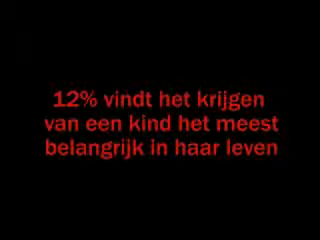 12% vindt het krijgen
van een kind het meest
belangrijk in haar leven